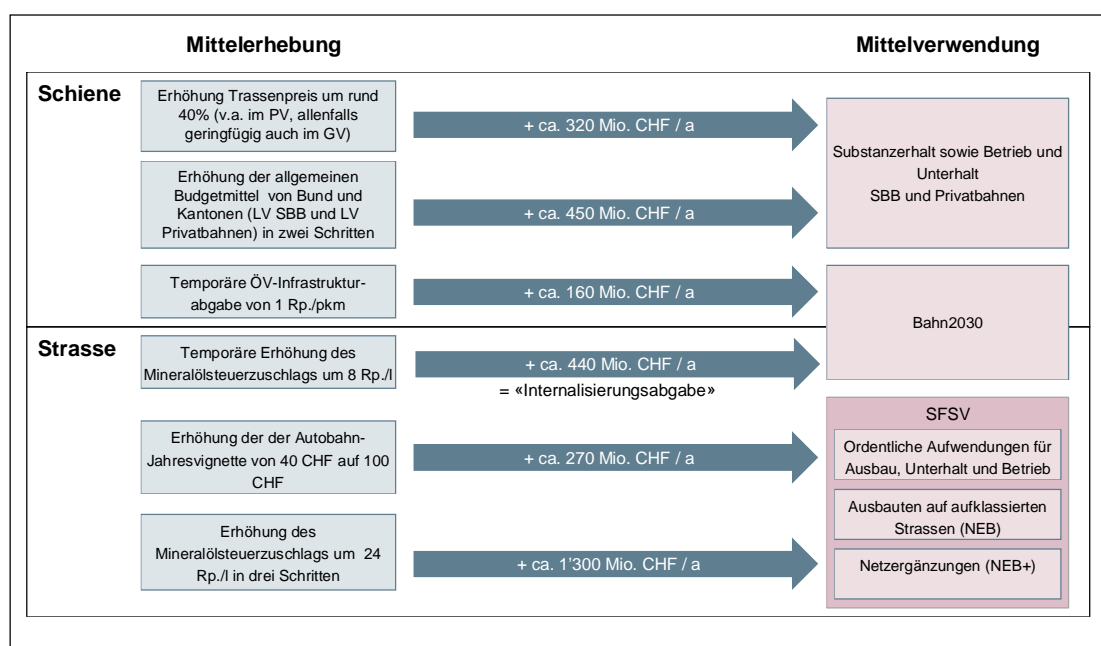 Mittelerhebung
Mittelverwendung
Schiene
Erhöhung Trassenpreis um rund
40% (v.a. im PV, allenfalls
geringfügig auch im GV)
+ ca. 320 Mio. CHF / a
Substanzerhalt sowie Betrieb und
Unterhalt
SBB und Privatbahnen
Erhöhung der allgemeinen
Budgetmittel von Bund und
Kantonen (LV SBB und LV
Privatbahnen) in zwei Schritten
+ ca. 450 Mio. CHF / a
Temporäre ÖV-Infrastruktur-
abgabe von 1 Rp./pkm
+ ca. 160 Mio. CHF / a
Bahn2030
Strasse
Temporäre Erhöhung des
Mineralölsteuerzuschlags um 8 Rp./l
+ ca. 440 Mio. CHF / a
= «Internalisierungsabgabe»
Erhöhung der der Autobahn-
Jahresvignette von 40 CHF auf 100
CHF
+ ca. 270 Mio. CHF / a
SFSV
Ordentliche Aufwendungen für
Ausbau, Unterhalt und Betrieb
Ausbauten auf aufklassierten
Strassen (NEB)
Erhöhung des
Mineralölsteuerzuschlags um 24
Rp./l in drei Schritten
+ ca. 1'300 Mio. CHF / a
Netzergänzungen (NEB+)